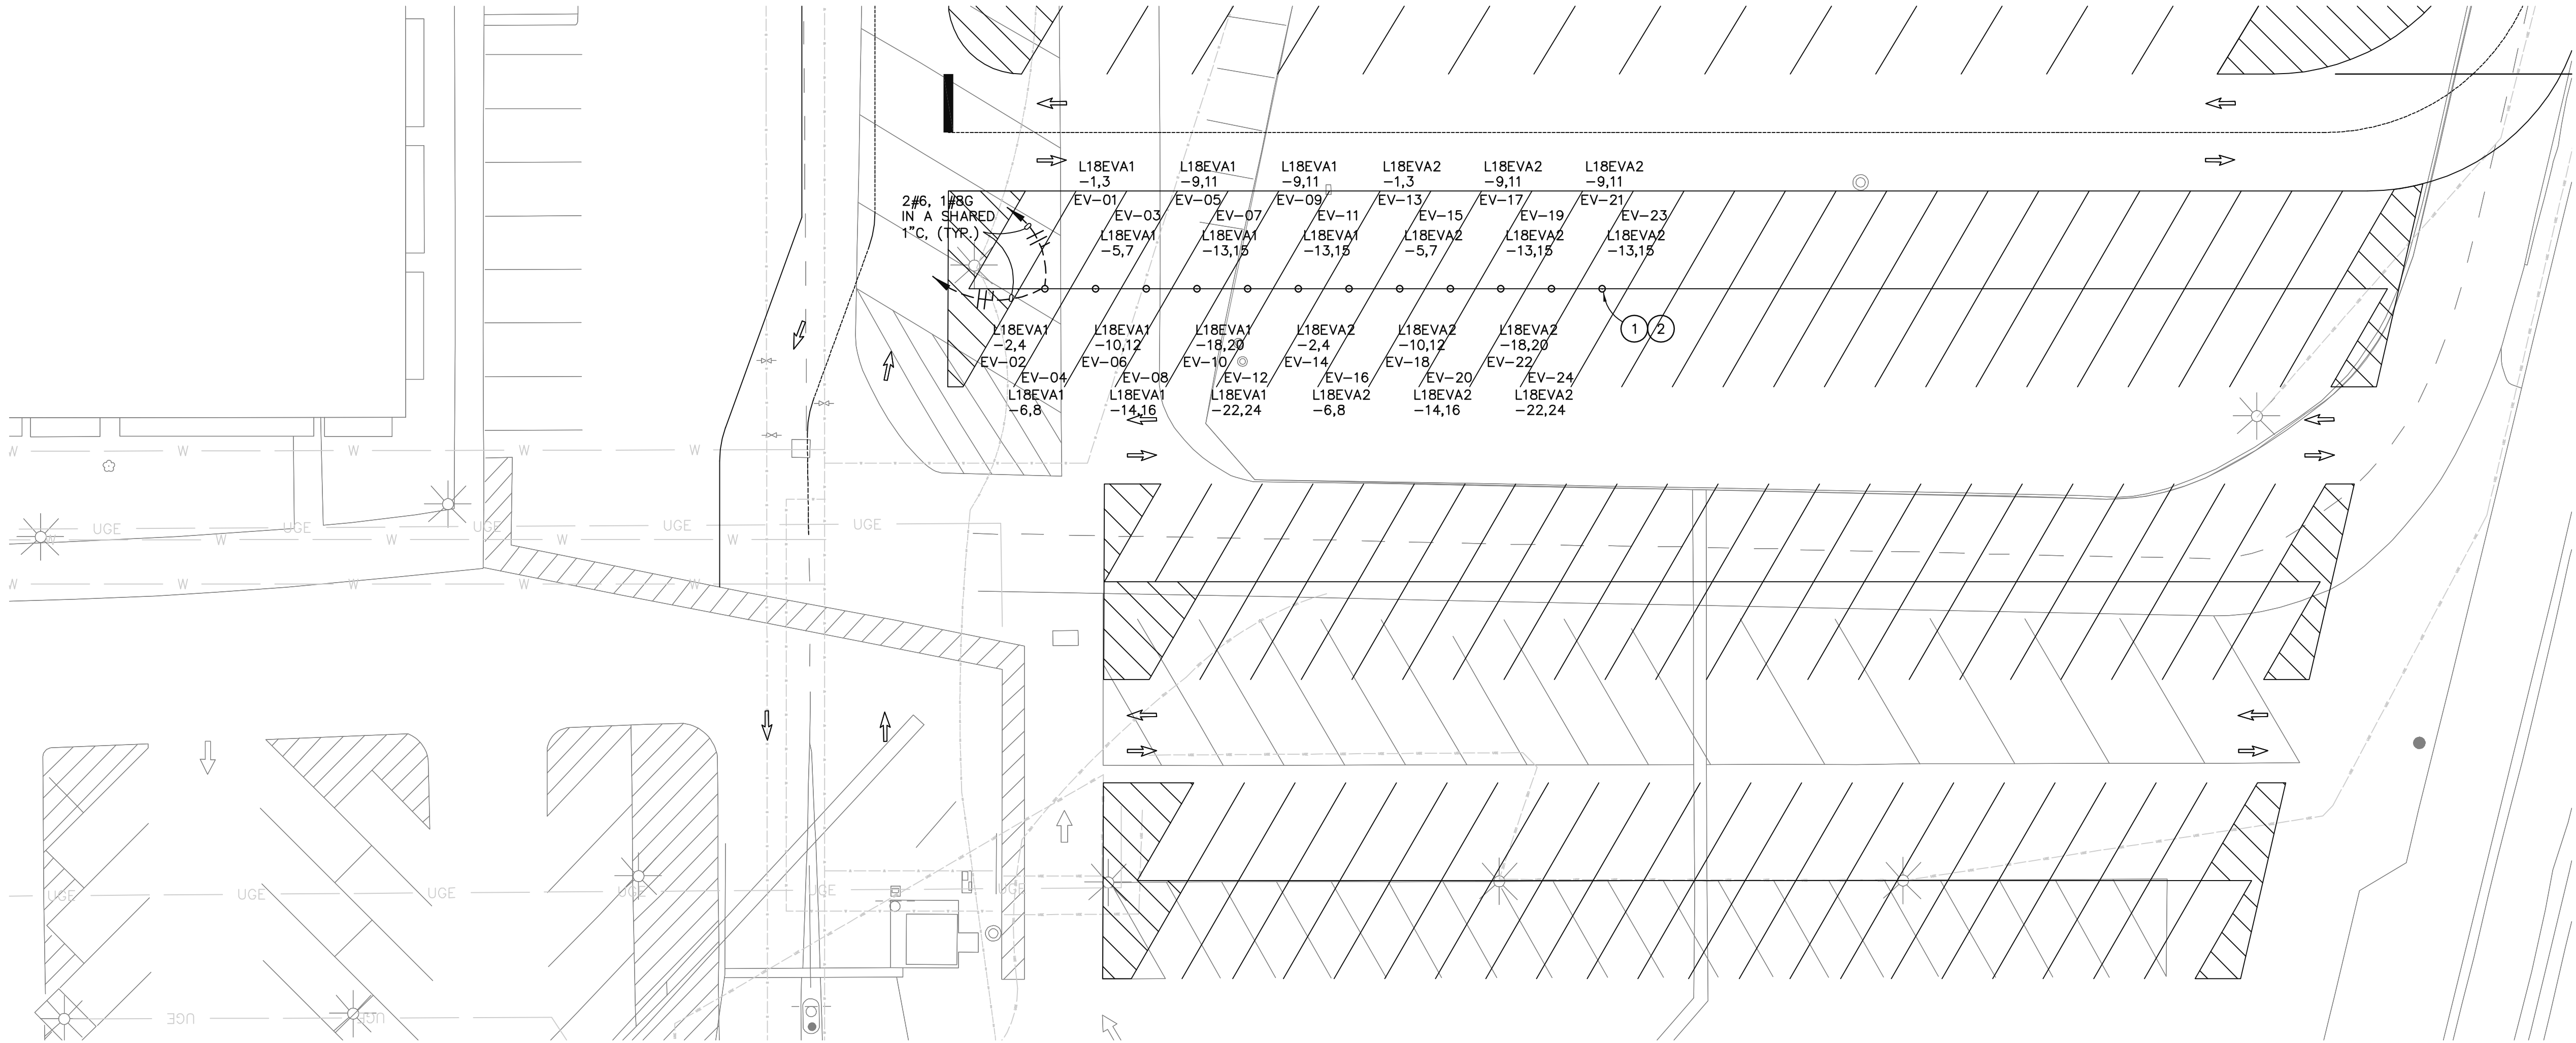 L18EVA1
-1,3
L18EVA1
-9,11
L18EVA1
-9,11
L18EVA2
-1,3
L18EVA2
-9,11
L18EVA2
-9,11
2#6, 1#8G
IN A SHARED
1"C, (TYP.)
EV-01
EV-05
EV-09
EV-13
EV-17
EV-21
EV-03
EV-07
EV-11
EV-15
EV-19
EV-23
L18EVA1
-5,7
L18EVA1
-13,15
L18EVA1
-13,15
L18EVA2
-5,7
L18EVA2
-13,15
L18EVA2
-13,15
1 2
L18EVA1
-2,4
L18EVA1
-10,12
L18EVA1
-18,20
L18EVA2
-2,4
L18EVA2
-10,12
L18EVA2
-18,20
EV-02
EV-06
EV-10
EV-14
EV-18
EV-22
EV-04
EV-08
EV-12
EV-16
EV-20
EV-24
L18EVA1
-6,8
L18EVA1
-14,16
L18EVA1
-22,24
L18EVA2
-6,8
L18EVA2
-14,16
L18EVA2
-22,24
W W W W W
UGE UGE UGE UGE UGE
W W W W W
W W W W W
UGE UGE UGE UGE UGE UGE
UGE UGE